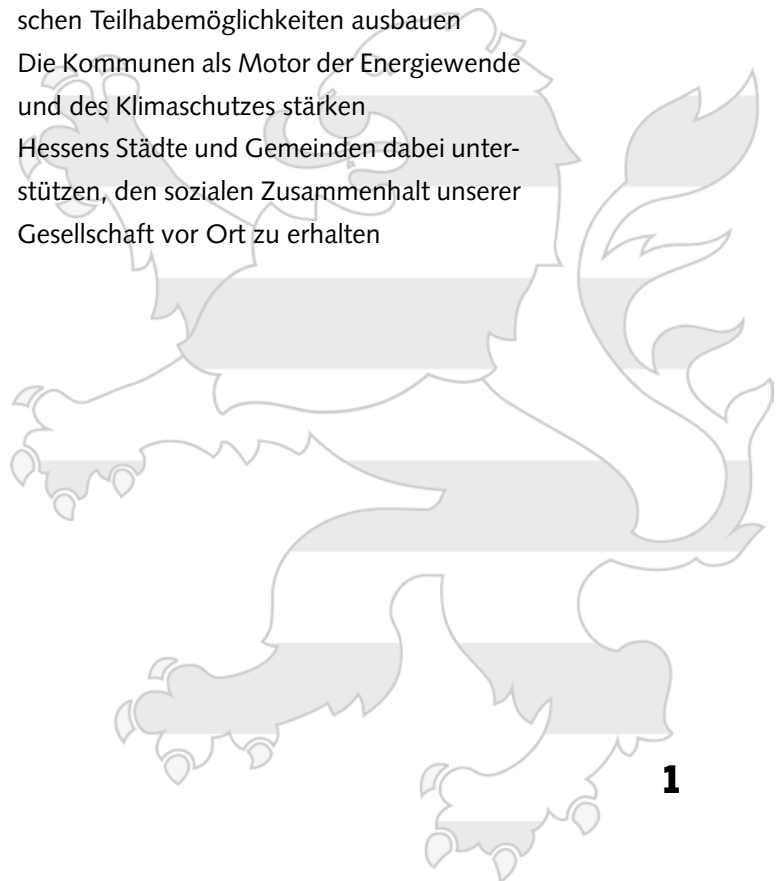 schen Teilhabemöglichkeiten ausbauen
Die Kommunen als Motor der Energiewende
und des Klimaschutzes stärken
Hessens Städte und Gemeinden dabei unter-
stützen, den sozialen Zusammenhalt unserer
Gesellschaft vor Ort zu erhalten
1